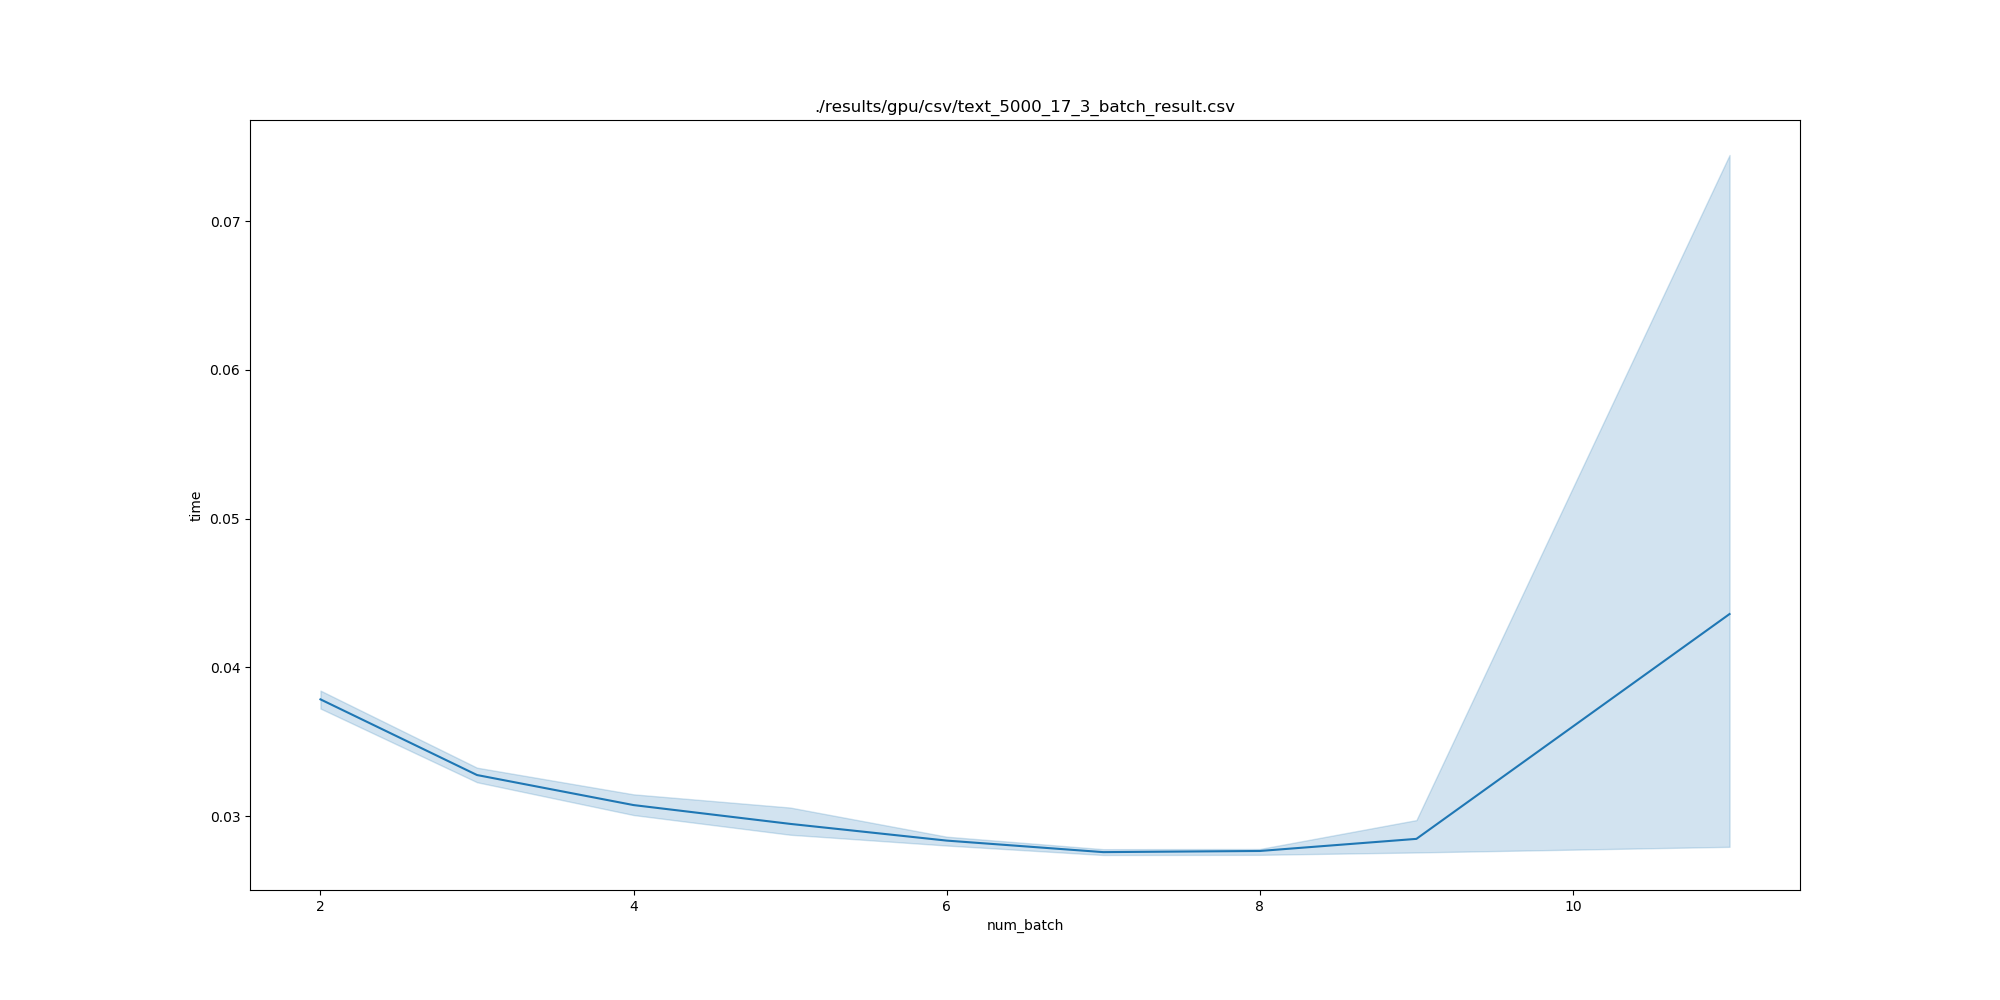 ./results/gpu/csv/text_5000_17_3_batch_result.csv
0.07
0.06
0.05
0.04
0.03
time
2 4 6 8 10
num_batch